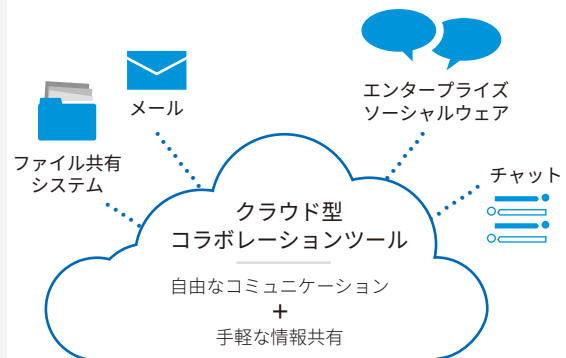 メール
エンタープライズ
ソーシャルウェア
ファイル共有
システム
チャット
クラウド型
コラボレーションツール
自由なコミュニケーション
+
手軽な情報共有